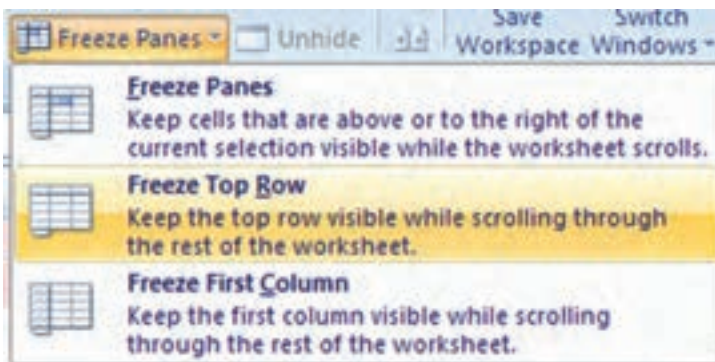 Freeze Panes Unhide Save Workspace Switch Windows
Freeze Panes
Keep cells that are above or to the right of the
current selection visible while the worksheet scrolls.
Freeze Top Row
Keep the top row visible while scrolling through
the rest of the worksheet.
Freeze First Column
Keep the first column visible while scrolling
through the rest of the worksheet.